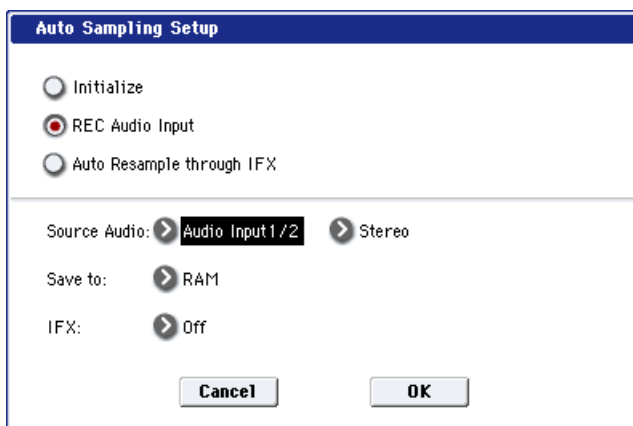 Auto Sampling Setup
Initialize
REC Audio Input
Auto Resample through IFX
Source Audio: Audio Input1/2 Stereo
Save to: RAM
IFX: Off
Cancel OK